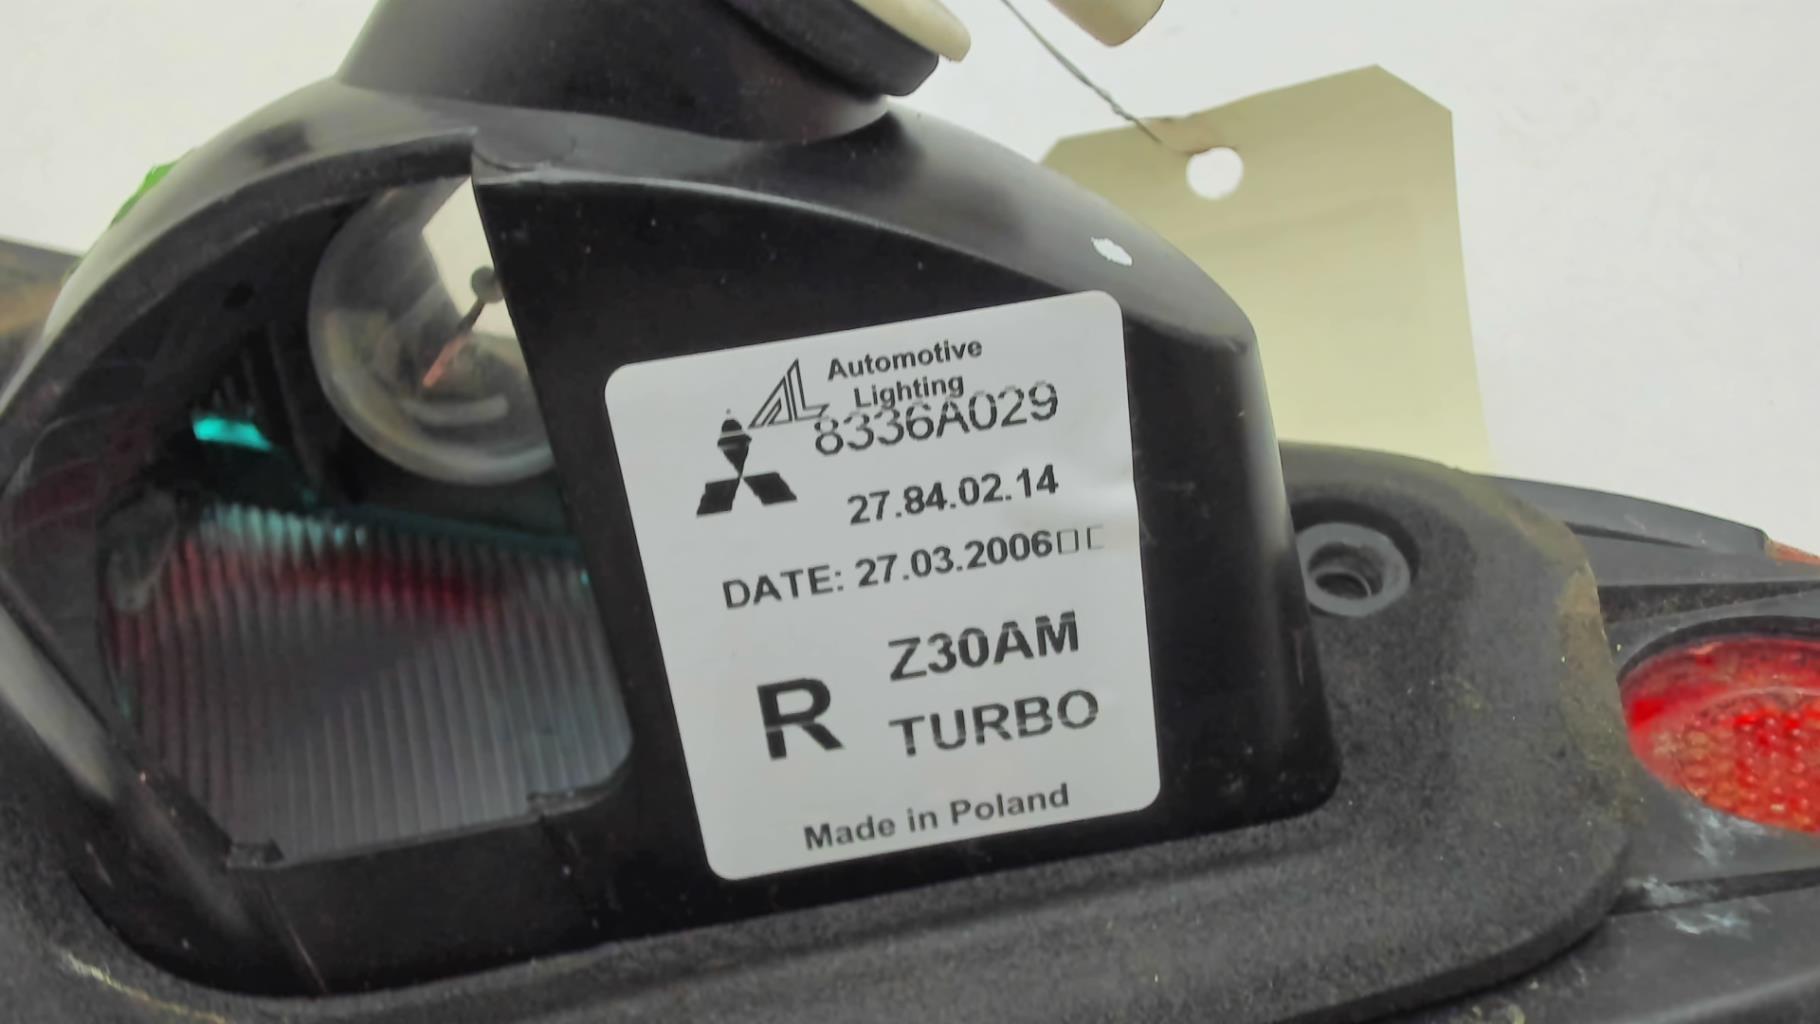 Automotive
Lighting
8336A029
27.84.02.14
DATE: 27.03.2006□□
Z30AM
R TURBO
Made in Poland